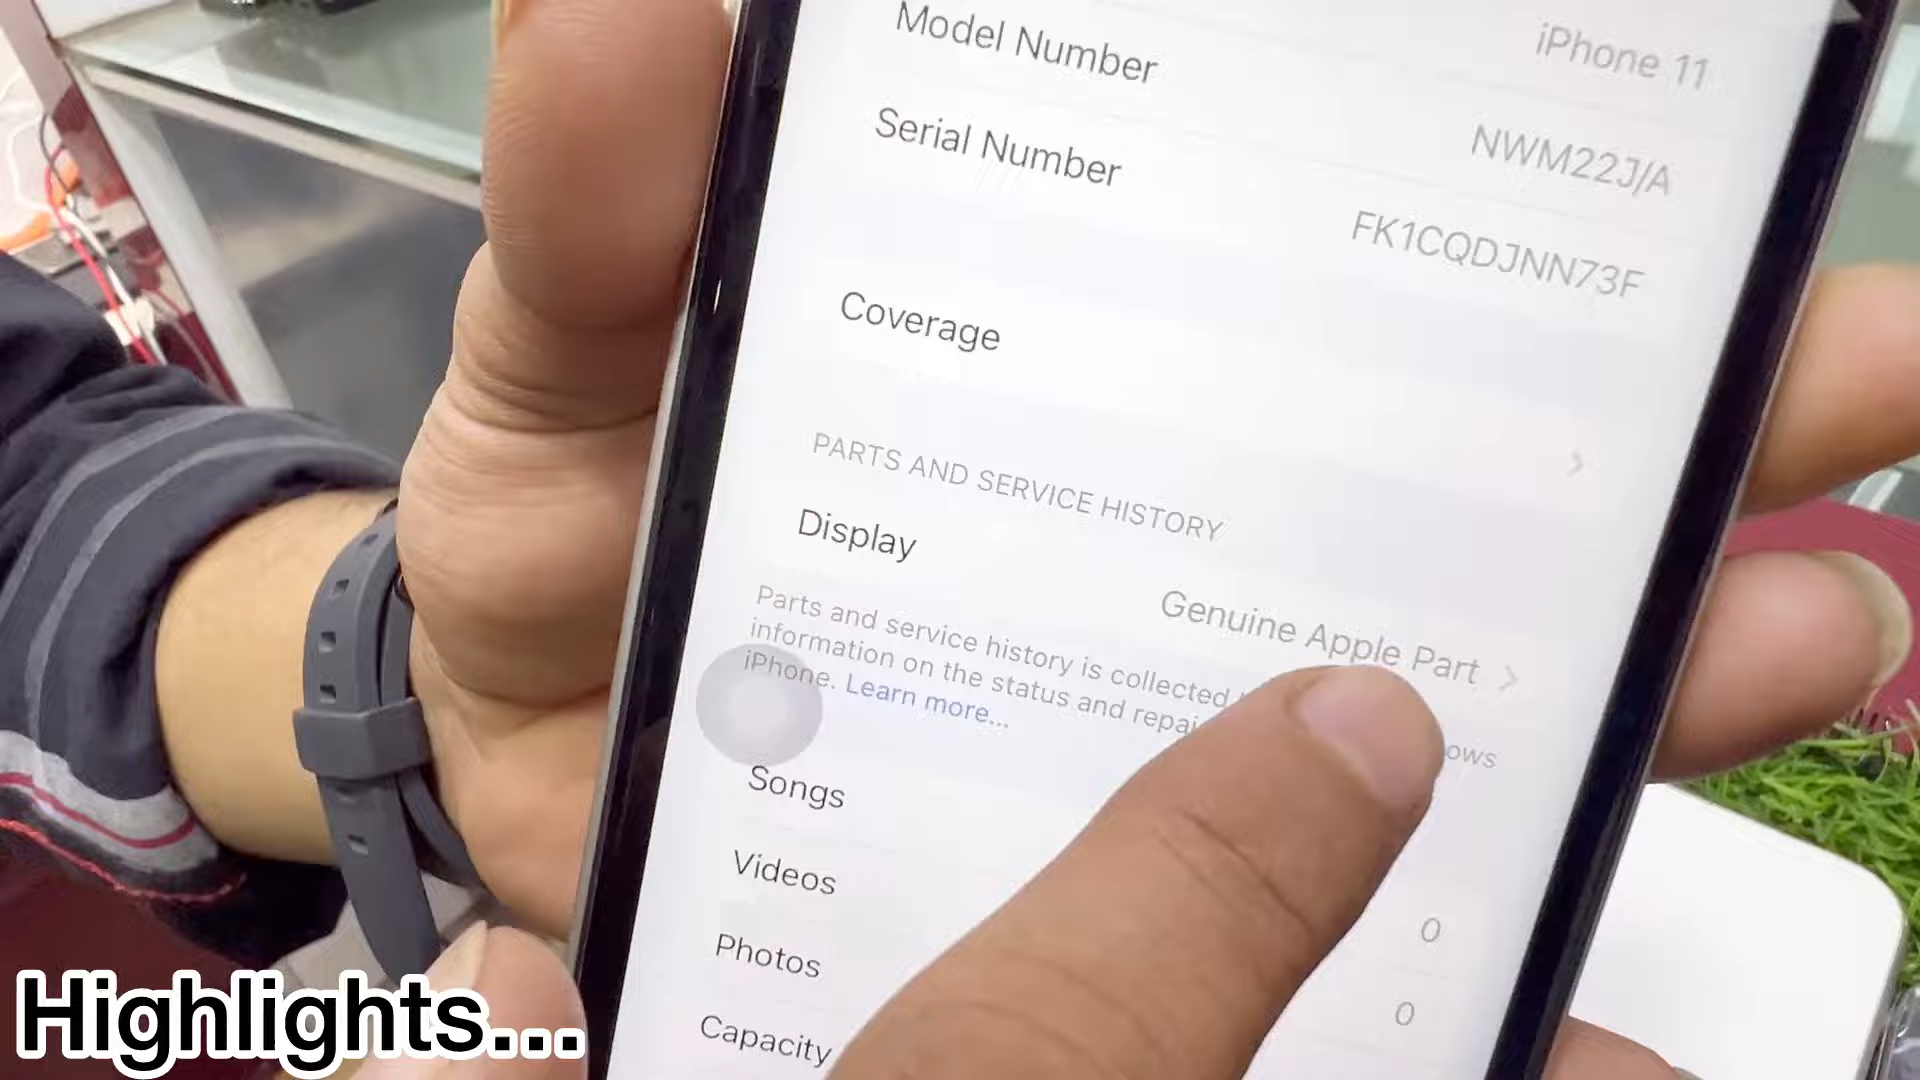 iPhone 11
Model Number
NWM22J/A
Serial Number
FK1CQDJNN73F
Coverage
PARTS AND SERVICE HISTORY
Display
Genuine Apple Part
Parts and service history is collected
information on the status and repai
ows
iPhone. Learn more...
Songs
Videos
0
Photos
0
Capacity
Highlights...